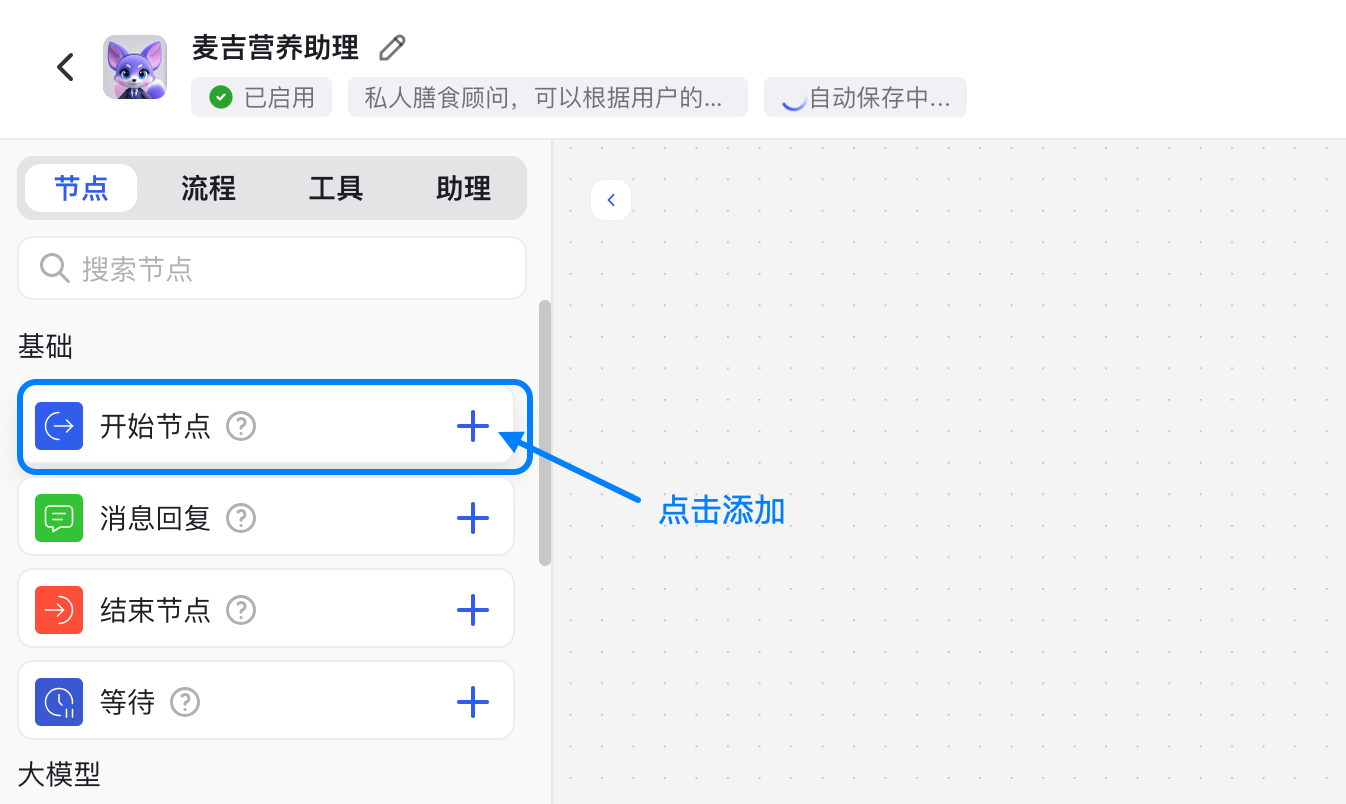 麦吉营养助理
已启用
私人膳食顾问，可以根据用户的...
自动保存中...
节点
流程
工具
助理
搜索节点
基础
开始节点
消息回复
点击添加
结束节点
等待
大模型